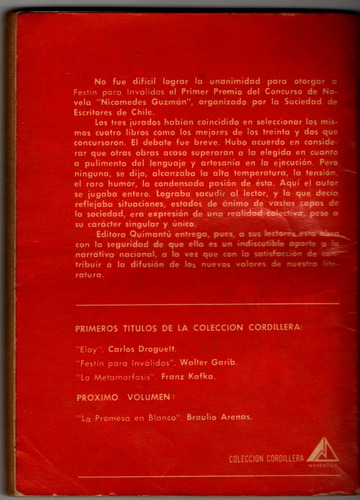 No fue difícil lograr la unanimidad para otorgar a
Festín para Inválidos el Primer Premio del Concurso de No-
vela "Nicomedes Guzmán", organizado por la Sociedad de
Escritores de Chile.
Los tres jurados habían coincidido en seleccionar los mis-
mos cuatro libros como los mejores de los treinta y dos que
concursaron. El debate fue breve. Hubo acuerdo en consi-
derar que otras obras acaso superaran a la elegida en cuanto
a pulimento del lenguaje y artesanía en la ejecución. Pero
ninguna, se dijo, alcanzaba la alta temperatura, la tensión,
el raro humor, la condensada pasión de ésta. Aquí el autor
se jugaba entero. Lograba sacudir al lector, y lo que decía
reflejaba situaciones, estados de ánimo de vastas capas de
la sociedad, era expresión de una realidad colectiva, pese a
su carácter singular y único.
Editora Quimantú entrega, pues, a sus lectores esta obra
con la seguridad de que ella es un indiscutible aporte a la
narrativa nacional, a la vez que con la satisfacción de con-
tribuir a la difusión de los nuevos valores de nuestra lite-
ratura.
PRIMEROS TITULOS DE LA COLECCION CORDILLERA:
"Eloy". Carlos Droguett.
"Festín para Inválidos". Walter Garib.
"La Metamorfosis". Franz Kafka.
PROXIMO VOLUMEN:
"La Promesa en Blanco". Braulio Arenas.
COLECCION CORDILLERA
NARRATIVA